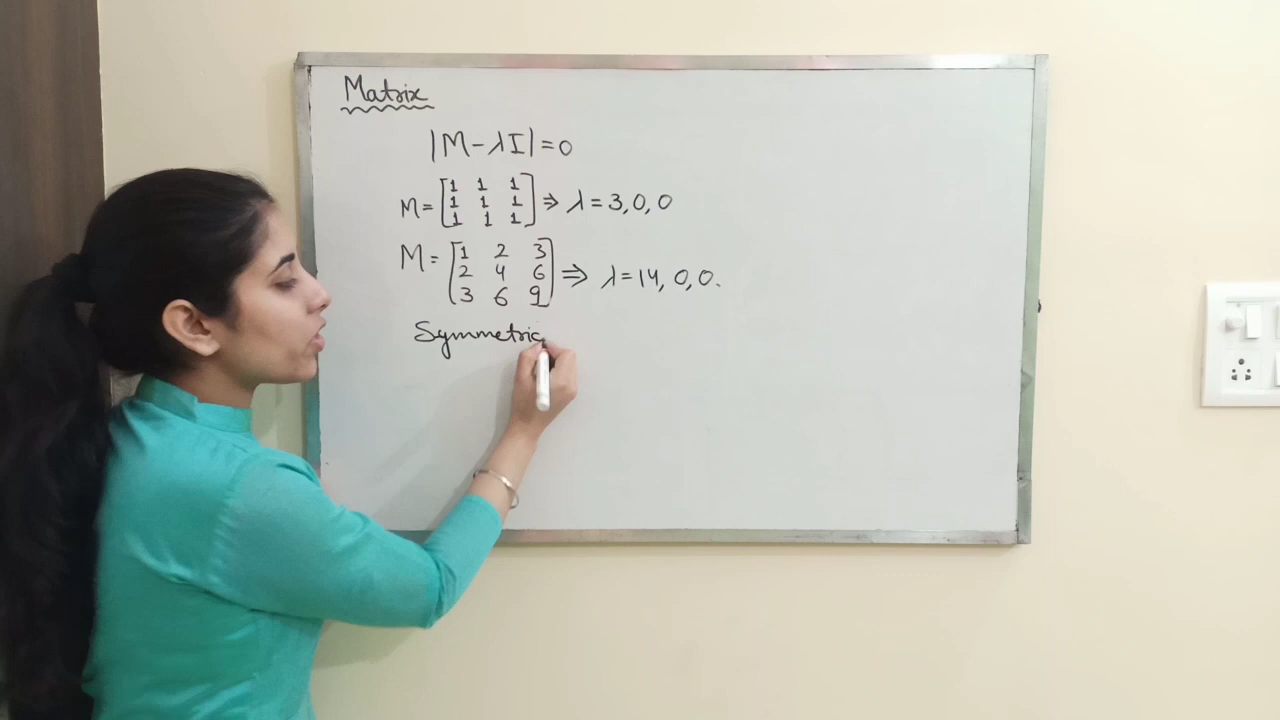 Matrix
|M - λI| = 0
M = [1 1 1
1 1 1
1 1 1] ⇒ λ = 3, 0, 0
M = [1 2 3
2 4 6
3 6 9] ⇒ λ = 14, 0, 0.
Symmetric